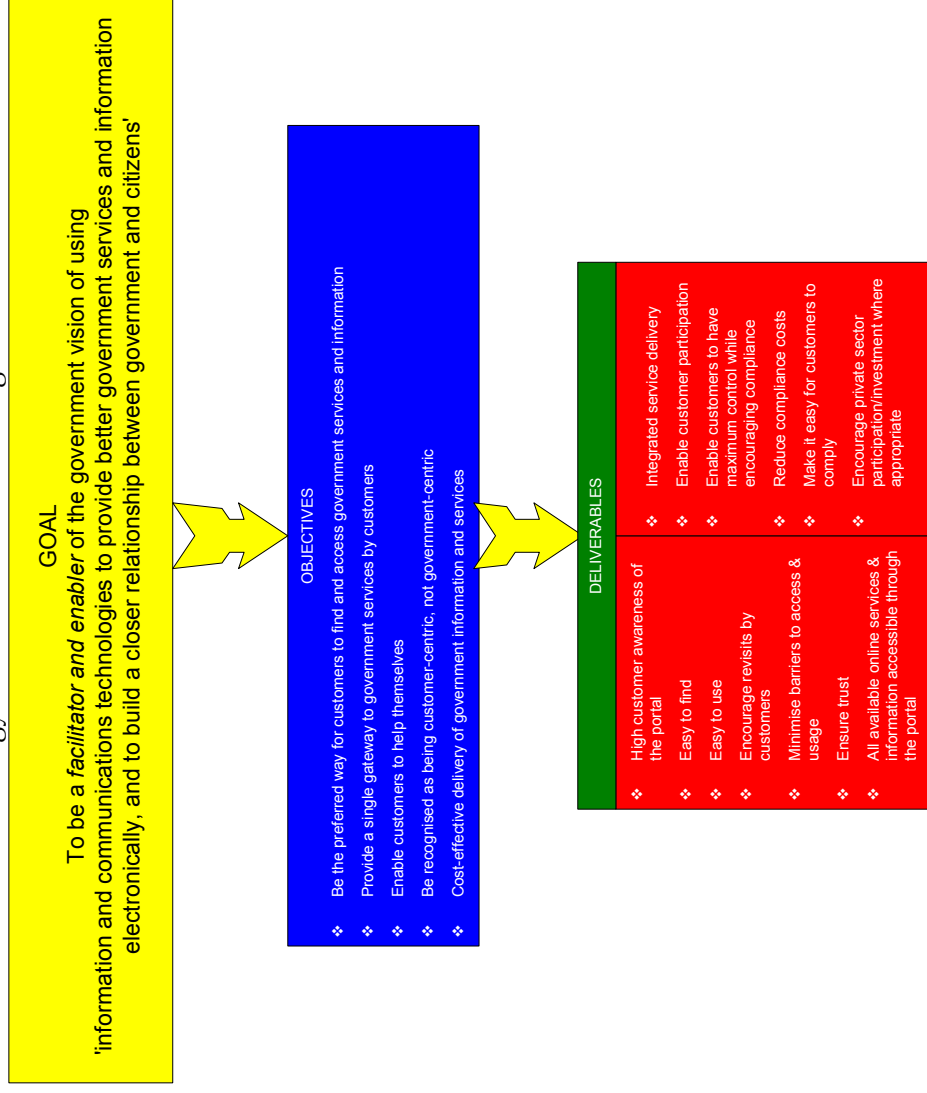 GOAL
To be a facilitator and enabler of the government vision of using
'information and communications technologies to provide better government services and information
electronically, and to build a closer relationship between government and citizens'
OBJECTIVES
❖ Be the preferred way for customers to find and access government services and information
❖ Provide a single gateway to government services by customers
❖ Enable customers to help themselves
❖ Be recognised as being customer-centric, not government-centric
❖ Cost-effective delivery of government information and services
DELIVERABLES
❖ High customer awareness of
the portal
❖ Easy to find
❖ Easy to use
❖ Encourage revisits by
customers
❖ Minimise barriers to access &
usage
❖ Ensure trust
❖ All available online services &
information accessible through
the portal
❖ Integrated service delivery
❖ Enable customer participation
❖ Enable customers to have
maximum control while
encouraging compliance
❖ Reduce compliance costs
❖ Make it easy for customers to
comply
❖ Encourage private sector
participation/investment where
appropriate